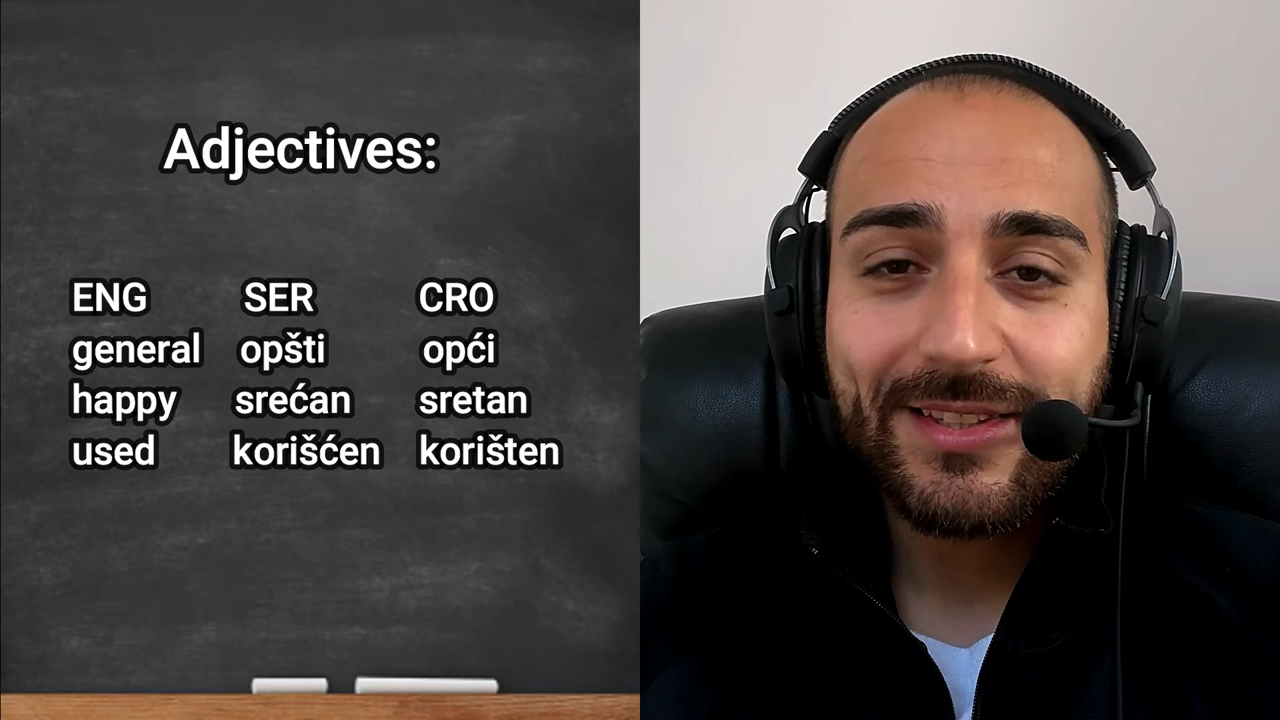 Adjectives:
ENG SER CRO
general opšti opći
happy srećan sretan
used korišćen korišten